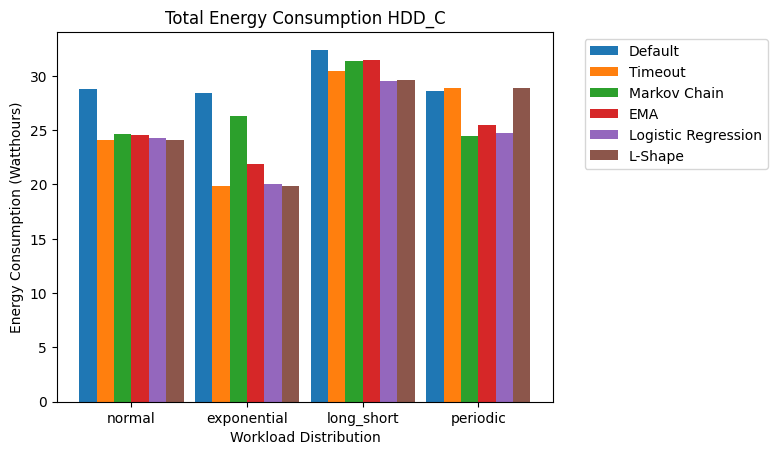 Total Energy Consumption HDD_C
Energy Consumption (Watthours)
30
25
20
15
10
5
0
normal
exponential
long_short
periodic
Workload Distribution
Default
Timeout
Markov Chain
EMA
Logistic Regression
L-Shape